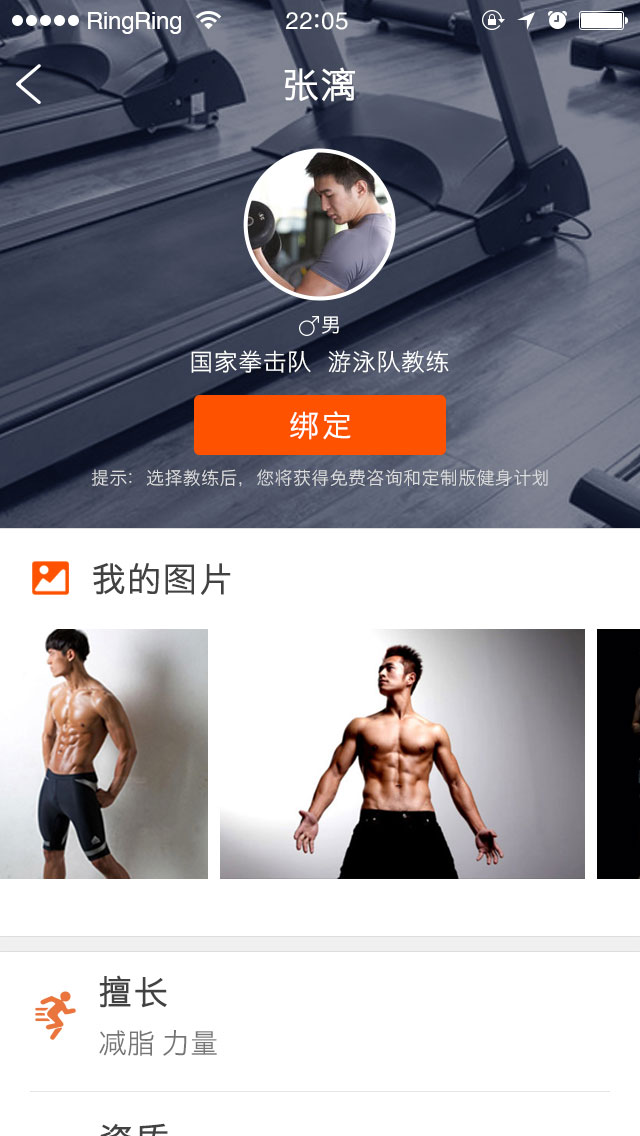 RingRing 22:05
张漓
♂男
国家拳击队 游泳队教练
绑定
提示：选择教练后，您将获得免费咨询和定制版健身计划
我的图片
擅长
减脂 力量
资质